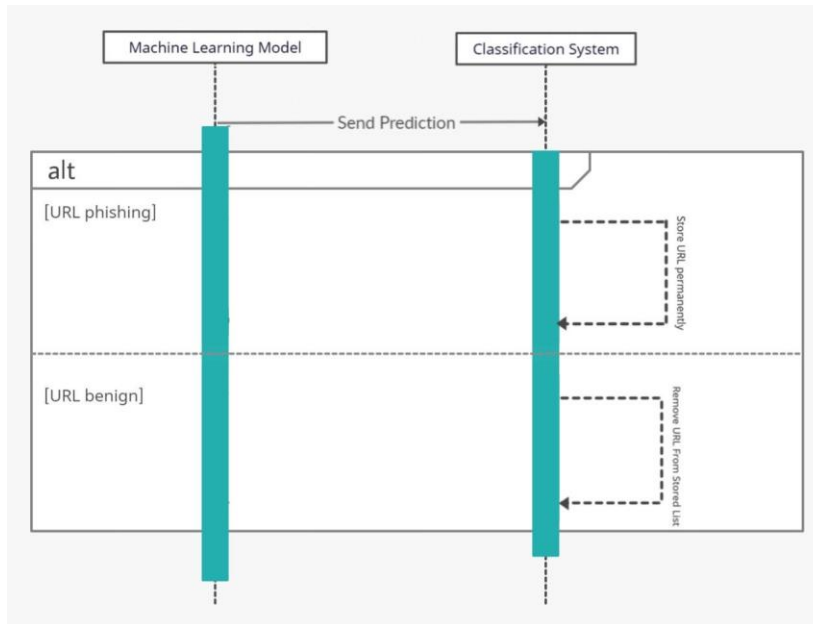 Machine Learning Model
Classification System
Send Prediction
alt
[URL phishing]
Store URL permanently
[URL benign]
Remove URL From Stored List